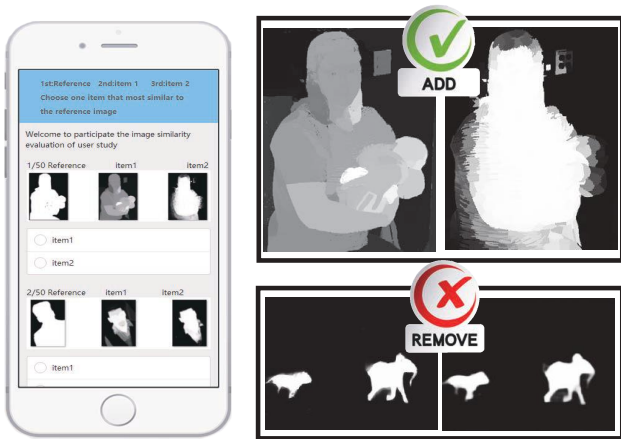 1st:Reference 2nd:item 1 3rd:item 2
Choose one item that most similar to
the reference image
Welcome to participate the image similarity
evaluation of user study
1/50 Reference item1 item2
item1
item2
2/50 Reference item1 item2
item1
ADD
REMOVE